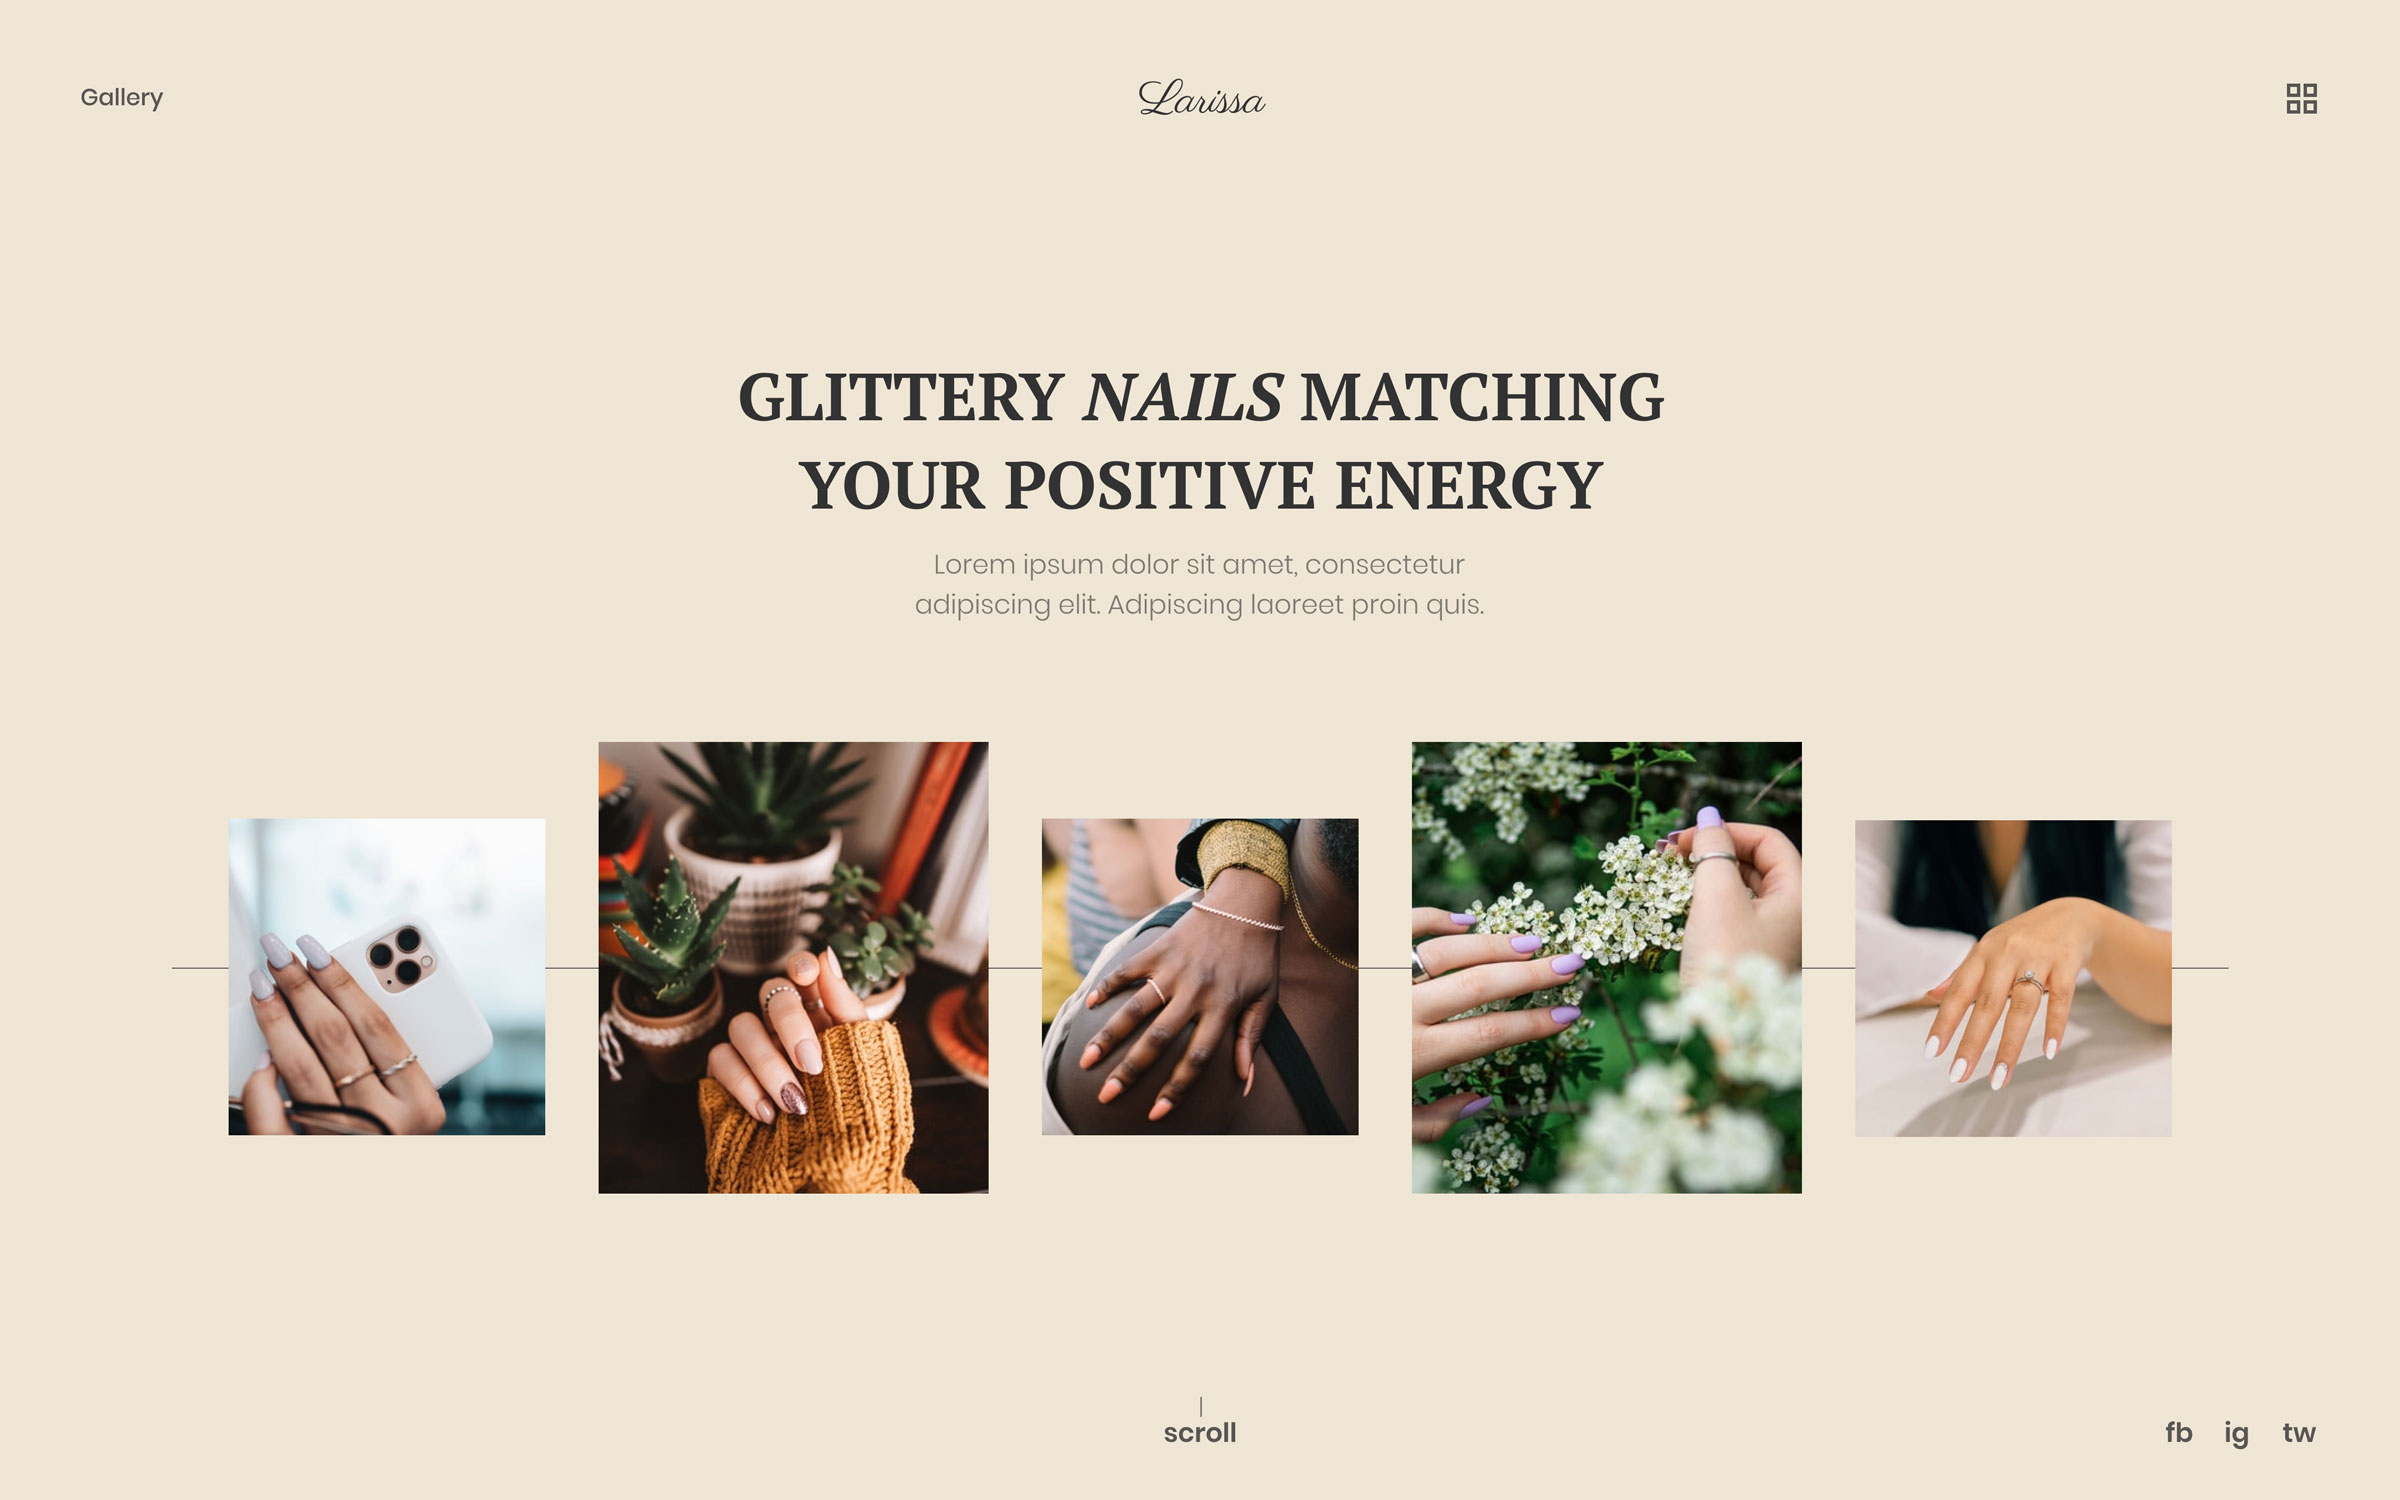 Gallery
Larissa
GLITTERY NAILS MATCHING
YOUR POSITIVE ENERGY
Lorem ipsum dolor sit amet, consectetur
adipiscing elit. Adipiscing laoreet proin quis.
scroll
fb ig tw